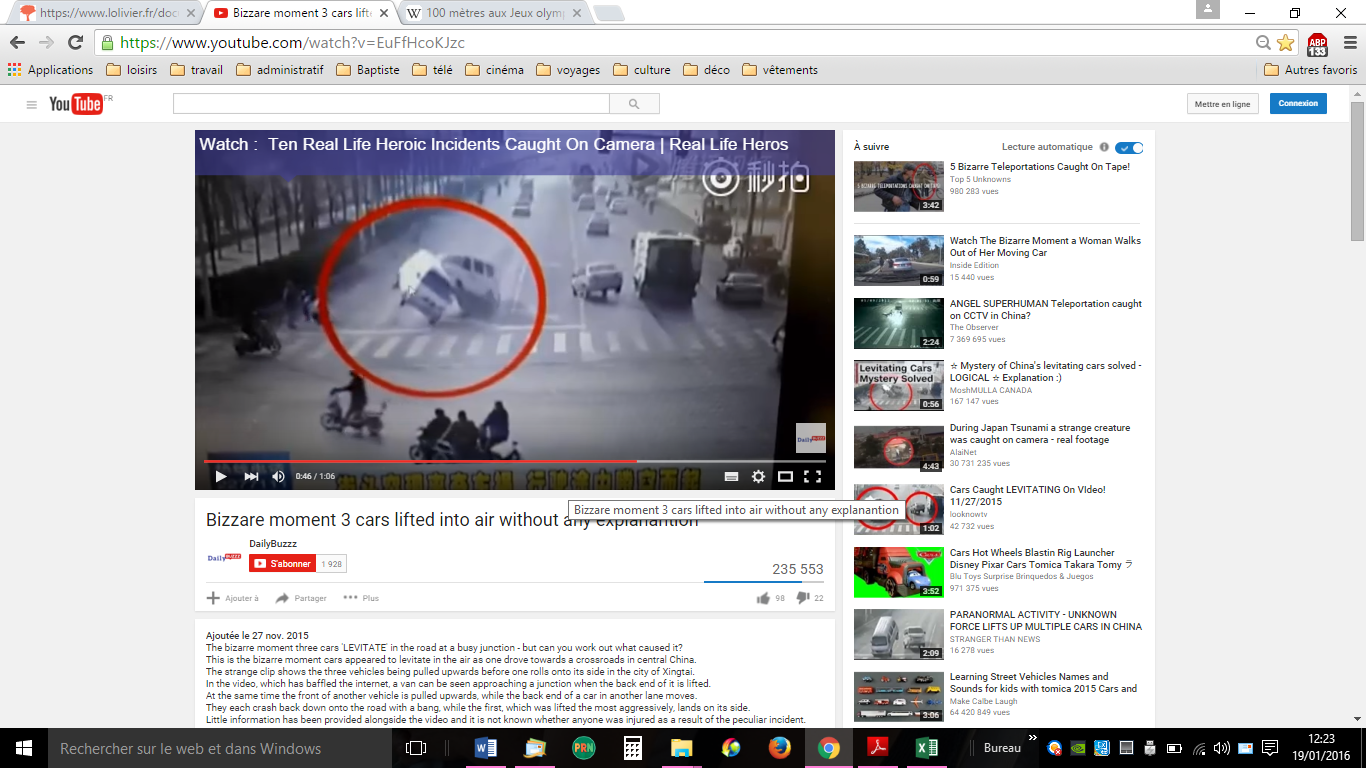 https://www.lolivier.fr/doc
Bizzare moment 3 cars lift
100 mètres aux Jeux olymp
https://www.youtube.com/watch?v=EuFfHcoKJzc
ABP
133
Applications
loisirs
travail
administratif
Baptiste
télé
cinéma
voyages
culture
déco
vêtements
Autres favoris
YouTube FR
Mettre en ligne
Connexion
Watch : Ten Real Life Heroic Incidents Caught On Camera | Real Life Heros
秒拍
Daily
0:46 / 1:06
Bizzare moment 3 cars lifted into air without any explanantion
Bizzare moment 3 cars lifted into air without any explanantion
DailyBuzzz
Daily BUZZZ
S'abonner
1 928
235 553
Ajouter à
Partager
Plus
98
22
Ajoutée le 27 nov. 2015
The bizarre moment three cars 'LEVITATE' in the road at a busy junction - but can you work out what caused it?
This is the bizarre moment cars appeared to levitate in the air as one drove towards a crossroads in central China.
The strange clip shows the three vehicles being pulled upwards before one rolls onto its side in the city of Xingtai.
In the video, which has baffled the internet, a van can be seen approaching a junction when the back end of it is lifted.
At the same time the front of another vehicle is pulled upwards, while the back end of a car in another lane moves.
They each crash back down onto the road with a bang, while the first, which was lifted the most aggressively, lands on its side.
Little information has been provided alongside the video and it is not known whether anyone was injured as a result of the peculiar incident.
À suivre
Lecture automatique
5 Bizarre Teleportations Caught On Tape!
Top 5 Unknowns
980 283 vues
3:42
Watch The Bizarre Moment a Woman Walks
Out of Her Moving Car
Inside Edition
15 440 vues
0:59
ANGEL SUPERHUMAN Teleportation caught
on CCTV in China?
The Observer
7 369 695 vues
2:24
Levitating Cars
Mystery Solved
0:56
☆ Mystery of China's levitating cars solved -
LOGICAL ☆ Explanation :)
MoshMULLA CANADA
167 147 vues
During Japan Tsunami a strange creature
was caught on camera - real footage
AlaiNet
30 731 235 vues
4:43
Cars Caught LEVITATING On VIdeo!
11/27/2015
looknowtv
42 732 vues
1:02
Cars Hot Wheels Blastin Rig Launcher
Disney Pixar Cars Tomica Takara Tomy ラ
Blu Toys Surprise Brinquedos & Juegos
971 375 vues
3:52
PARANORMAL ACTIVITY - UNKNOWN
FORCE LIFTS UP MULTIPLE CARS IN CHINA
STRANGER THAN NEWS
16 278 vues
2:09
Learning Street Vehicles Names and
Sounds for kids with tomica 2015 Cars and
Make Calbe Laugh
64 420 849 vues
3:06
Rechercher sur le web et dans Windows
PRN
Bureau
12:23
19/01/2016